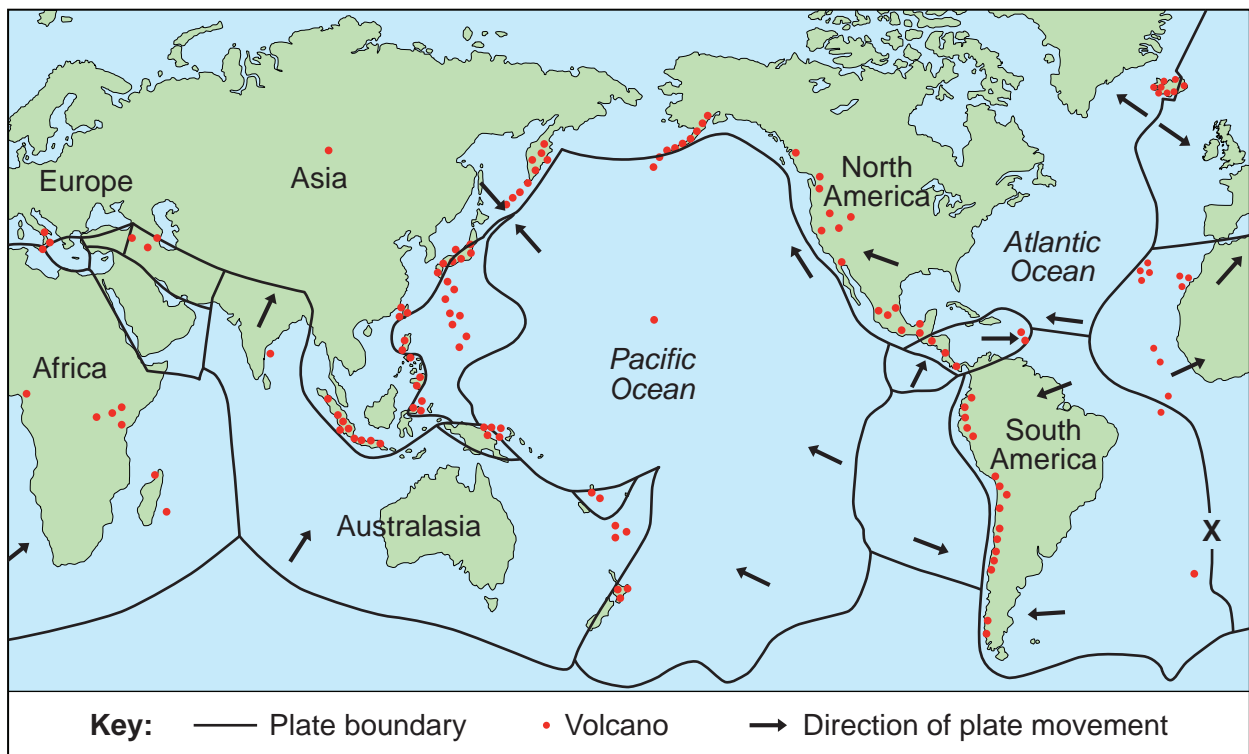 Europe
Asia
North
America
Atlantic
Ocean
Africa
Pacific
Ocean
South
America
Australasia
X
Key: Plate boundary Volcano Direction of plate movement